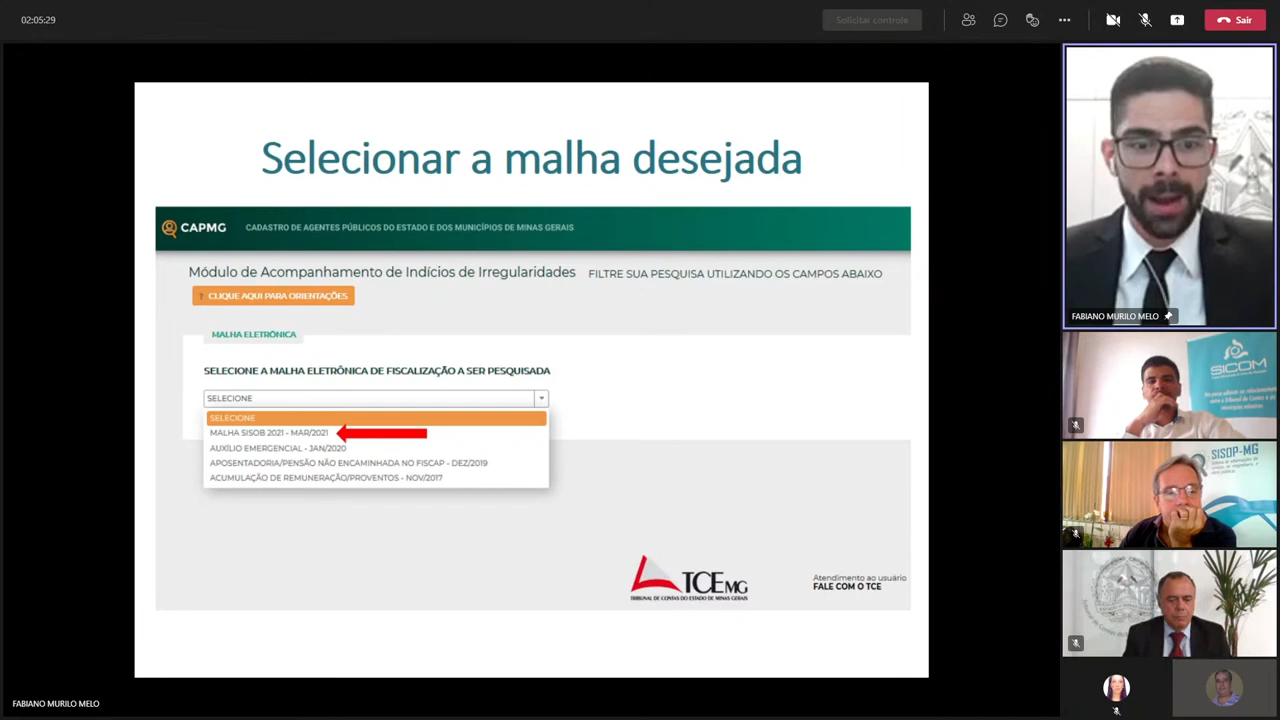 02:05:29
Solicitar controle
Sair
Selecionar a malha desejada
CAPMG
CADASTRO DE AGENTES PÚBLICOS DO ESTADO E DOS MUNICÍPIOS DE MINAS GERAIS
Módulo de Acompanhamento de Indícios de Irregularidades
FILTRE SUA PESQUISA UTILIZANDO OS CAMPOS ABAIXO
CLIQUE AQUI PARA ORIENTAÇÕES
MALHA ELETRÔNICA
SELECIONE A MALHA ELETRÔNICA DE FISCALIZAÇÃO A SER PESQUISADA
SELECIONE
SELECIONE
MALHA SISOB 2021 - MAR/2021
AUXÍLIO EMERGENCIAL - JAN/2020
APOSENTADORIA/PENSÃO NÃO ENCAMINHADA NO FISCAP - DEZ/2019
ACUMULAÇÃO DE REMUNERAÇÃO/PROVENTOS - NOV/2017
TCEMG
TRIBUNAL DE CONTAS DO ESTADO DE MINAS GERAIS
Atendimento ao usuário
FALE COM O TCE
FABIANO MURILO MELO
SICOM
SISOP-MG
FABIANO MURILO MELO